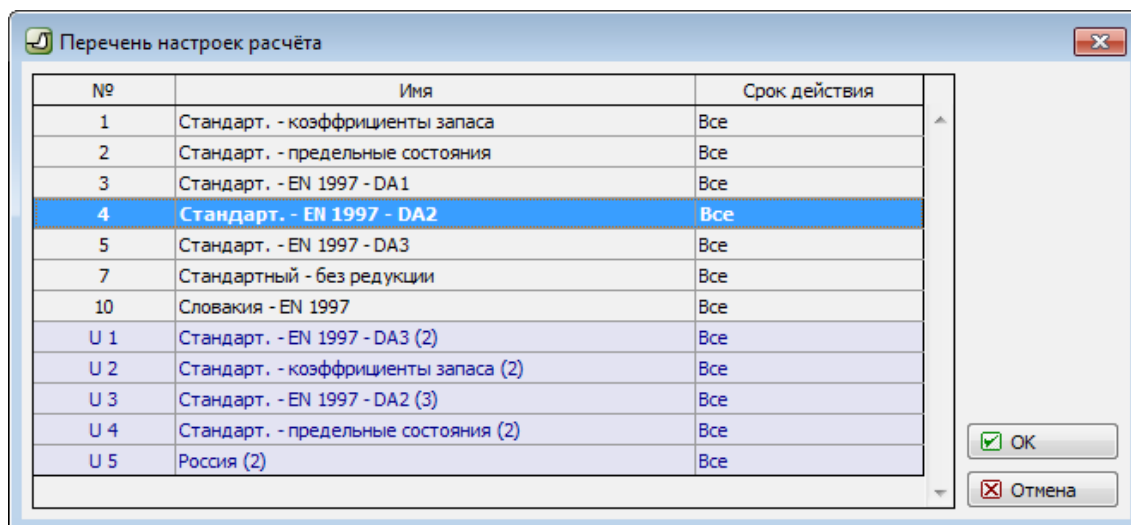 Перечень настроек расчёта
№ Имя Срок действия
1 Стандарт. - коэффрициенты запаса Все
2 Стандарт. - предельные состояния Все
3 Стандарт. - EN 1997 - DA1 Все
4 Стандарт. - EN 1997 - DA2 Все
5 Стандарт. - EN 1997 - DA3 Все
7 Стандартный - без редукции Все
10 Словакия - EN 1997 Все
U 1 Стандарт. - EN 1997 - DA3 (2) Все
U 2 Стандарт. - коэффрициенты запаса (2) Все
U 3 Стандарт. - EN 1997 - DA2 (3) Все
U 4 Стандарт. - предельные состояния (2) Все
U 5 Россия (2) Все
OK
Отмена